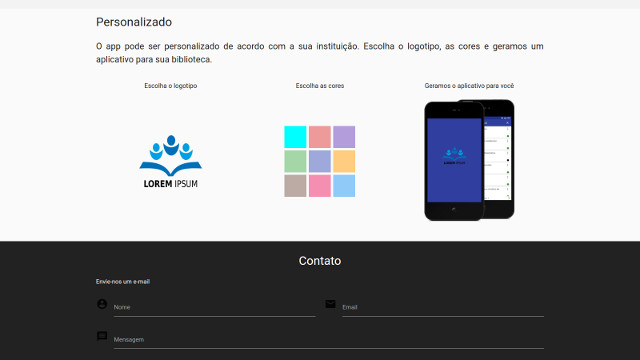 Personalizado
O app pode ser personalizado de acordo com a sua instituição. Escolha o logotipo, as cores e geramos um
aplicativo para sua biblioteca.
Escolha o logotipo
Escolha as cores
Geramos o aplicativo para você
LOREM IPSUM
LOREM IPSUM
Contato
Envie-nos um e-mail
Nome
Email
Mensagem